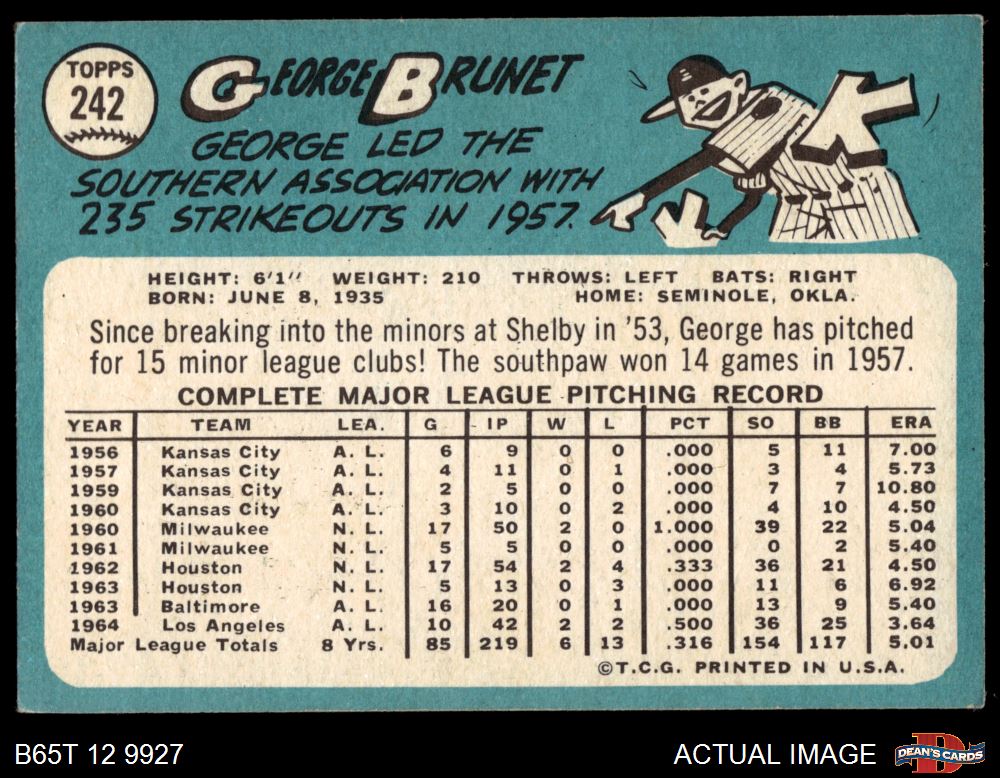 TOPPS
242
GEORGE BRUNET
GEORGE LED THE
SOUTHERN ASSOCIATION WITH
235 STRIKEOUTS IN 1957.
K
K
HEIGHT: 6'1" WEIGHT: 210 THROWS: LEFT BATS: RIGHT
BORN: JUNE 8, 1935 HOME: SEMINOLE, OKLA.
Since breaking into the minors at Shelby in '53, George has pitched
for 15 minor league clubs! The southpaw won 14 games in 1957.
COMPLETE MAJOR LEAGUE PITCHING RECORD
YEAR TEAM LEA. G IP W L PCT SO BB ERA
1956 Kansas City A. L. 6 9 0 0 .000 5 11 7.00
1957 Kansas City A. L. 4 11 0 1 .000 3 4 5.73
1959 Kansas City A. L. 2 5 0 0 .000 7 7 10.80
1960 Kansas City A. L. 3 10 0 2 .000 4 10 4.50
1960 Milwaukee N. L. 17 50 2 0 1.000 39 22 5.04
1961 Milwaukee N. L. 5 5 0 0 .000 0 2 5.40
1962 Houston N. L. 17 54 2 4 .333 36 21 4.50
1963 Houston N. L. 5 13 0 3 .000 11 6 6.92
1963 Baltimore A. L. 16 20 0 1 .000 13 9 5.40
1964 Los Angeles A. L. 10 42 2 2 .500 36 25 3.64
Major League Totals 8 Yrs. 85 219 6 13 .316 154 117 5.01
©T.C.G. PRINTED IN U.S.A.
B65T 12 9927 ACTUAL IMAGE DEAN'S CARDS